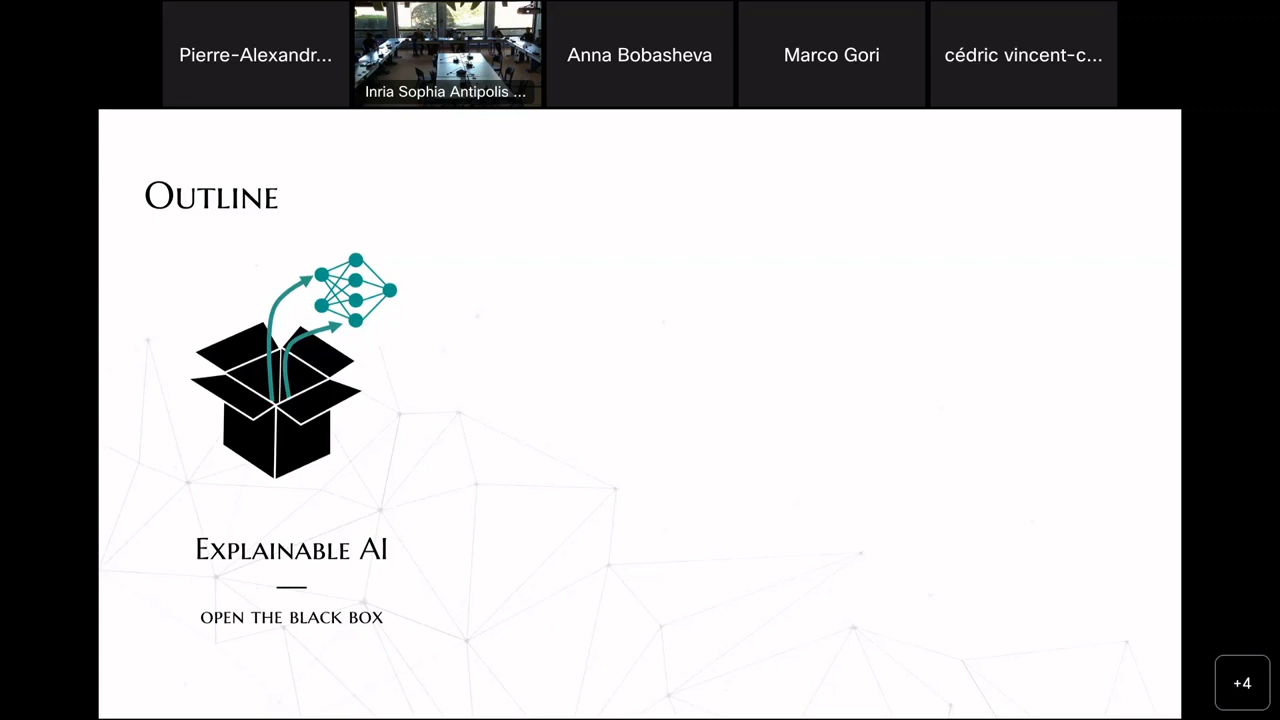 Pierre-Alexandr...
Inria Sophia Antipolis ...
Anna Bobasheva
Marco Gori
cédric vincent-c...
Outline
Explainable AI
open the black box
+4